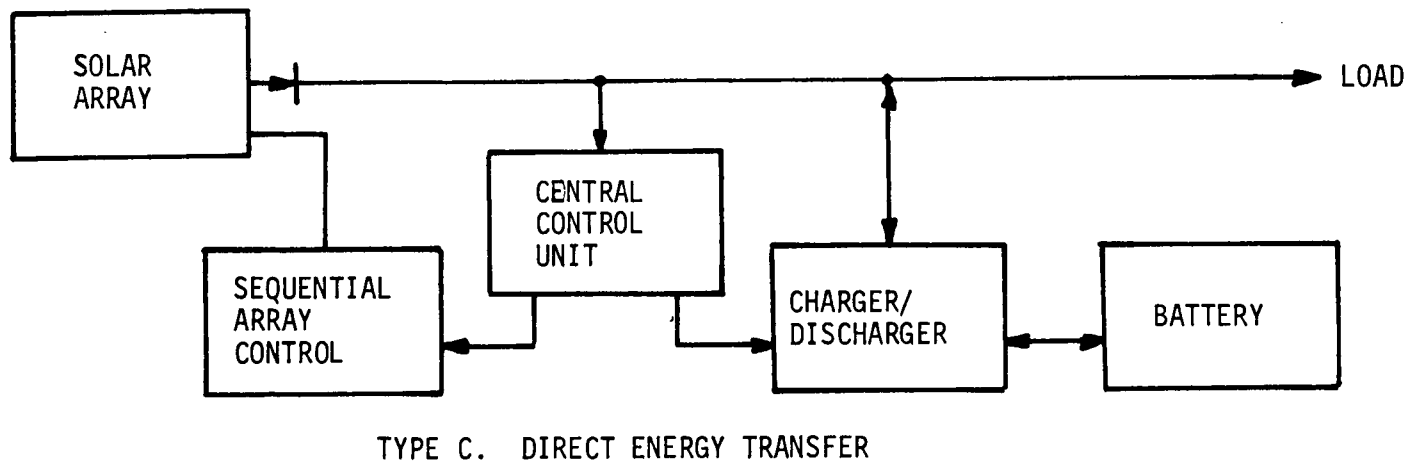 SOLAR
ARRAY
LOAD
CENTRAL
CONTROL
UNIT
SEQUENTIAL
ARRAY
CONTROL
CHARGER/
DISCHARGER
BATTERY
TYPE C. DIRECT ENERGY TRANSFER